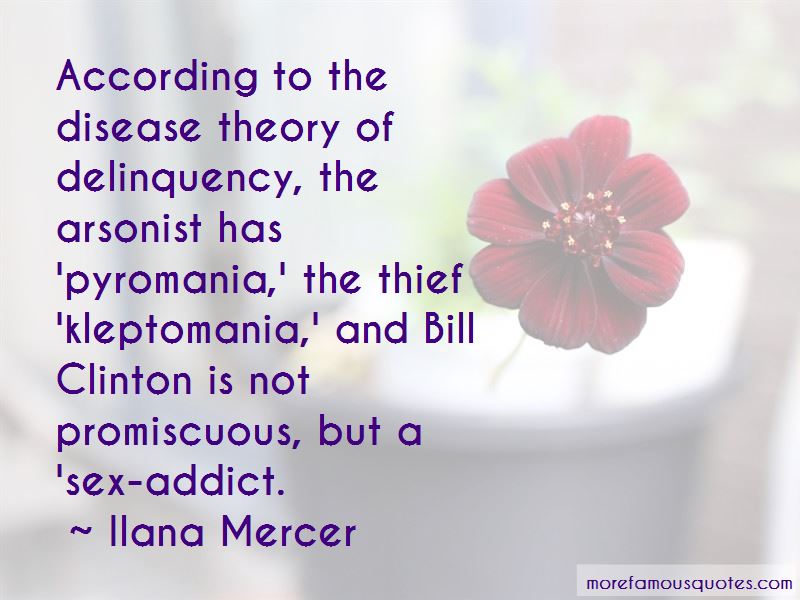 According to the
disease theory of
delinquency, the
arsonist has
'pyromania,' the thief
'kleptomania,' and Bill
Clinton is not
promiscuous, but a
'sex-addict.
~ Ilana Mercer
morefamousquotes.com